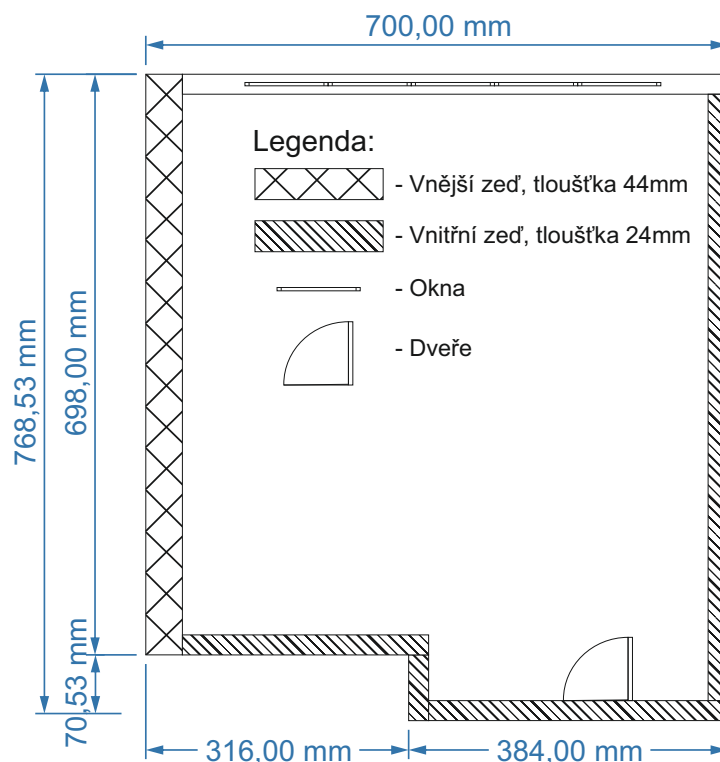 700,00 mm
Legenda:
- Vnější zeď, tloušťka 44mm
- Vnitřní zeď, tloušťka 24mm
- Okna
- Dveře
768,53 mm
698,00 mm
70,53 mm
316,00 mm
384,00 mm